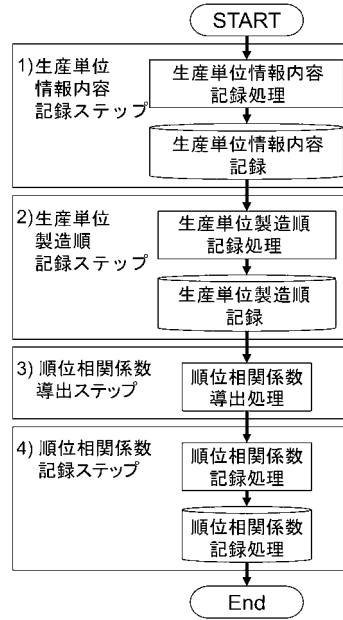 START
1)生産単位
情報内容
記録ステップ
生産単位情報内容
記録処理
生産単位情報内容
記録
2)生産単位
製造順
記録ステップ
生産単位製造順
記録処理
生産単位製造順
記録
3) 順位相関係数
導出ステップ
順位相関係数
導出処理
4) 順位相関係数
記録ステップ
順位相関係数
記録処理
順位相関係数
記録処理
End